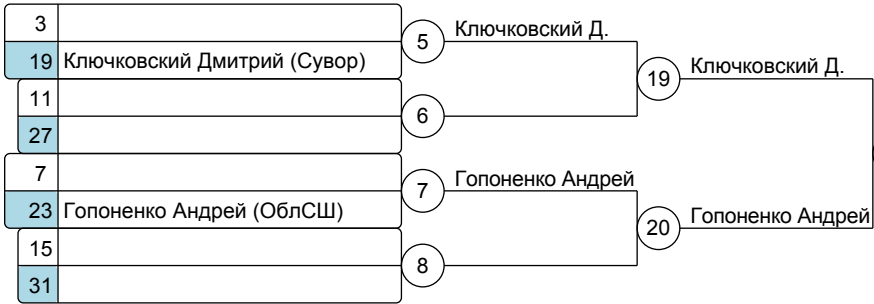 3
19 Ключковский Дмитрий (Сувор)
5
Ключковский Д.
11
27
6
19
Ключковский Д.
7
23 Гопоненко Андрей (ОблСШ)
7
Гопоненко Андрей
15
31
8
20
Гопоненко Андрей